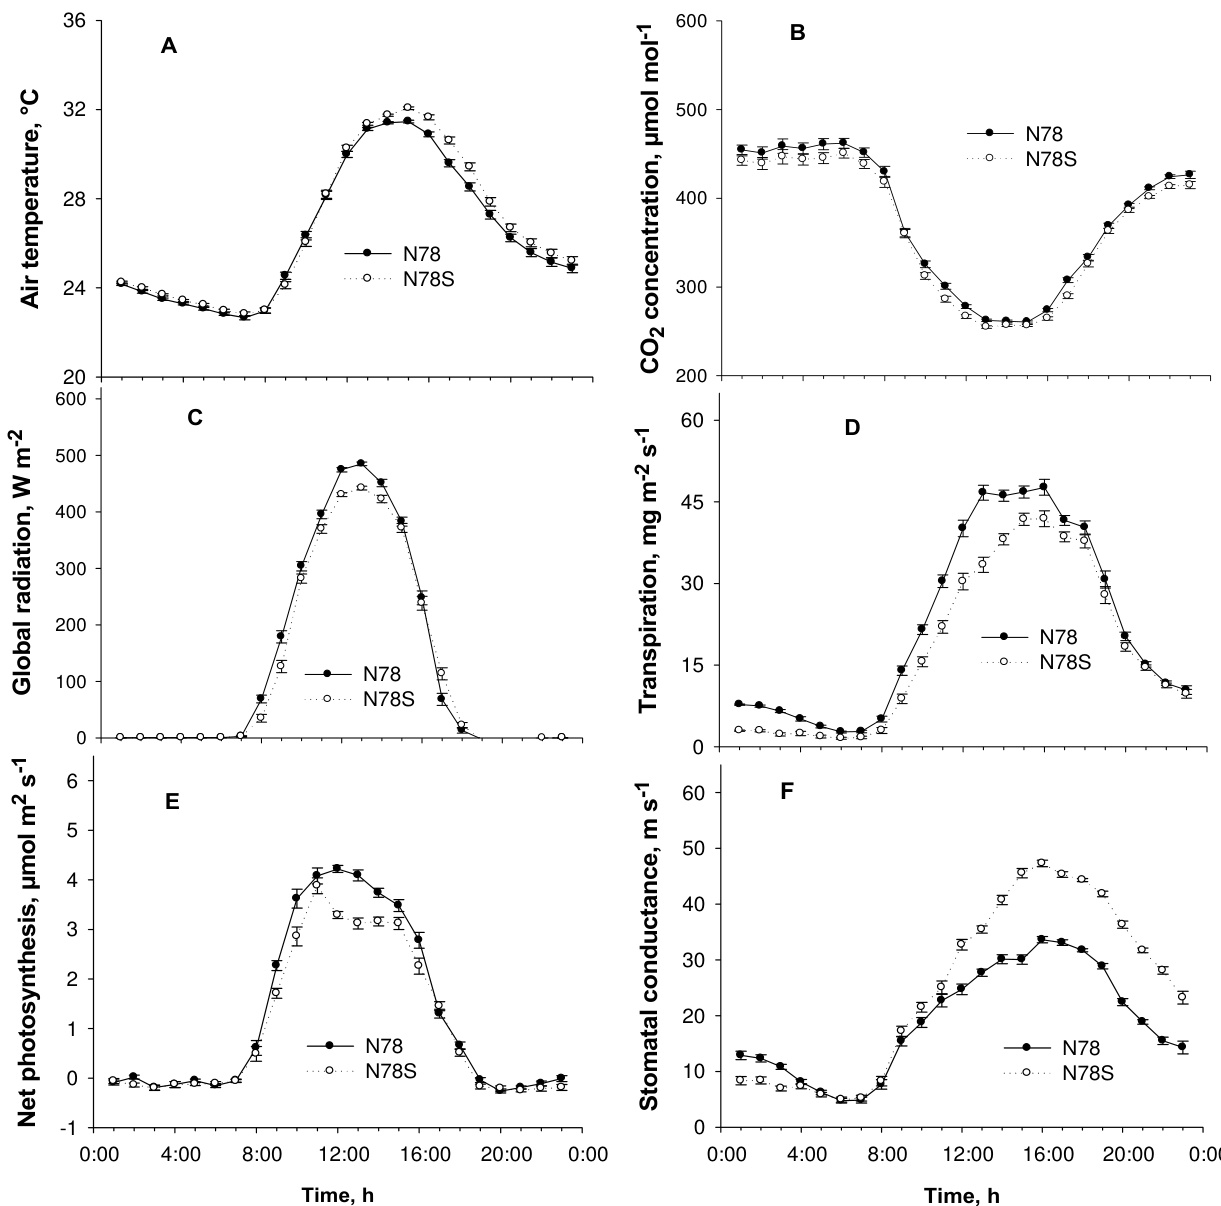 A
Air temperature, °C
36
32
28
24
20
N78
N78S
B
CO2 concentration, µmol mol-1
600
500
400
300
200
N78
N78S
C
Global radiation, W m-2
600
500
400
300
200
100
0
N78
N78S
D
Transpiration, mg m-2 s-1
60
45
30
15
0
N78
N78S
E
Net photosynthesis, µmol m2 s-1
6
5
4
3
2
1
0
-1
N78
N78S
0:00 4:00 8:00 12:00 16:00 20:00 0:00
Time, h
F
Stomatal conductance, m s-1
60
50
40
30
20
10
0
N78
N78S
0:00 4:00 8:00 12:00 16:00 20:00 0:00
Time, h